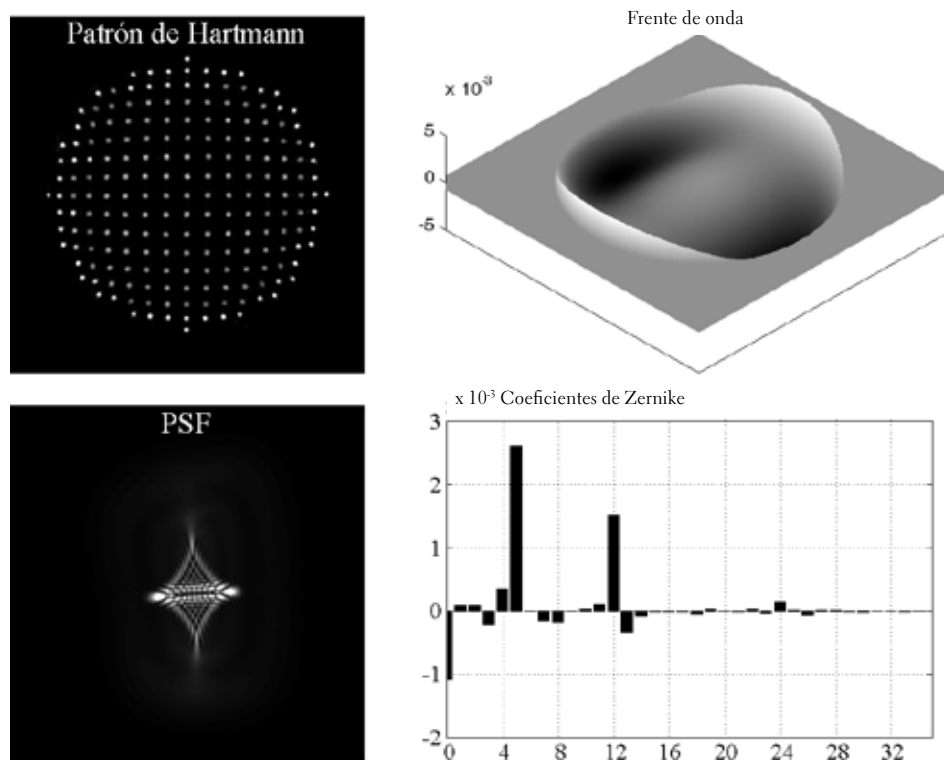 Patrón de Hartmann
Frente de onda
x 10⁻³
5
0
-5
PSF
x 10⁻³ Coeficientes de Zernike
3
2
1
0
-1
-2
0 4 8 12 16 20 24 28 32